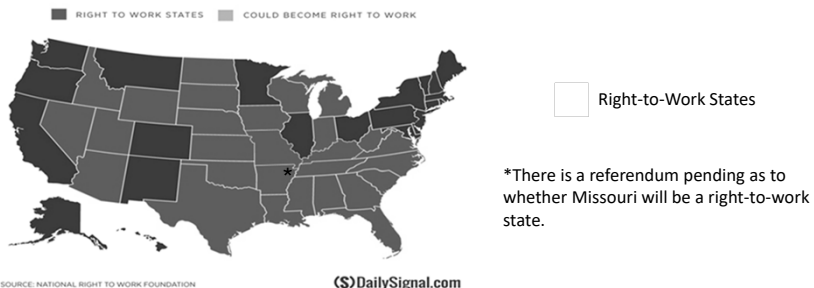 RIGHT TO WORK STATES
COULD BECOME RIGHT TO WORK
Right-to-Work States
*
*There is a referendum pending as to
whether Missouri will be a right-to-work
state.
SOURCE: NATIONAL RIGHT TO WORK FOUNDATION
(S) DailySignal.com